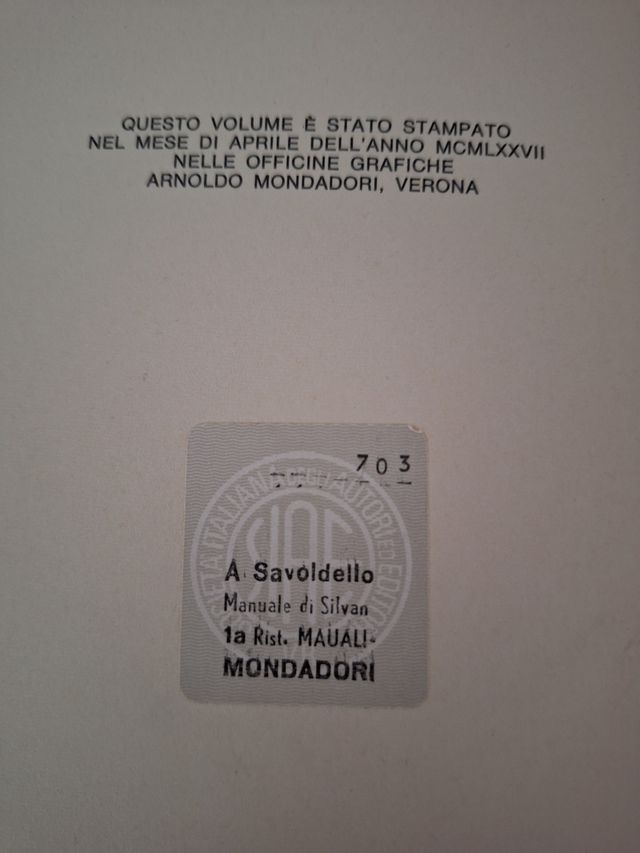 QUESTO VOLUME È STATO STAMPATO
NEL MESE DI APRILE DELL'ANNO MCMLXXVII
NELLE OFFICINE GRAFICHE
ARNOLDO MONDADORI, VERONA
703
SIAE
A. Savoldello
Manuale di Silvan
1a Rist. MAUALI-
MONDADORI